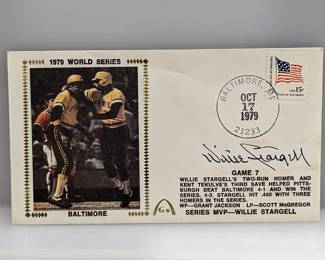 1979 WORLD SERIES
BALTIMORE
BALTIMORE, MD
OCT
17
1979
21233
USA 15c
Willie Stargell
GAME 7
WILLIE STARGELL'S TWO-RUN HOMER AND
KENT TEKULVE'S THIRD SAVE HELPED PITTS-
BURGH SEAT BALTIMORE 4-1 AND WIN THE
SERIES, 4-3. STARGELL HIT .400 WITH THREE
HOMERS IN THE SERIES.
WP—GRANT JACKSON LP—SCOTT McGREGOR
SERIES MVP—WILLIE STARGELL